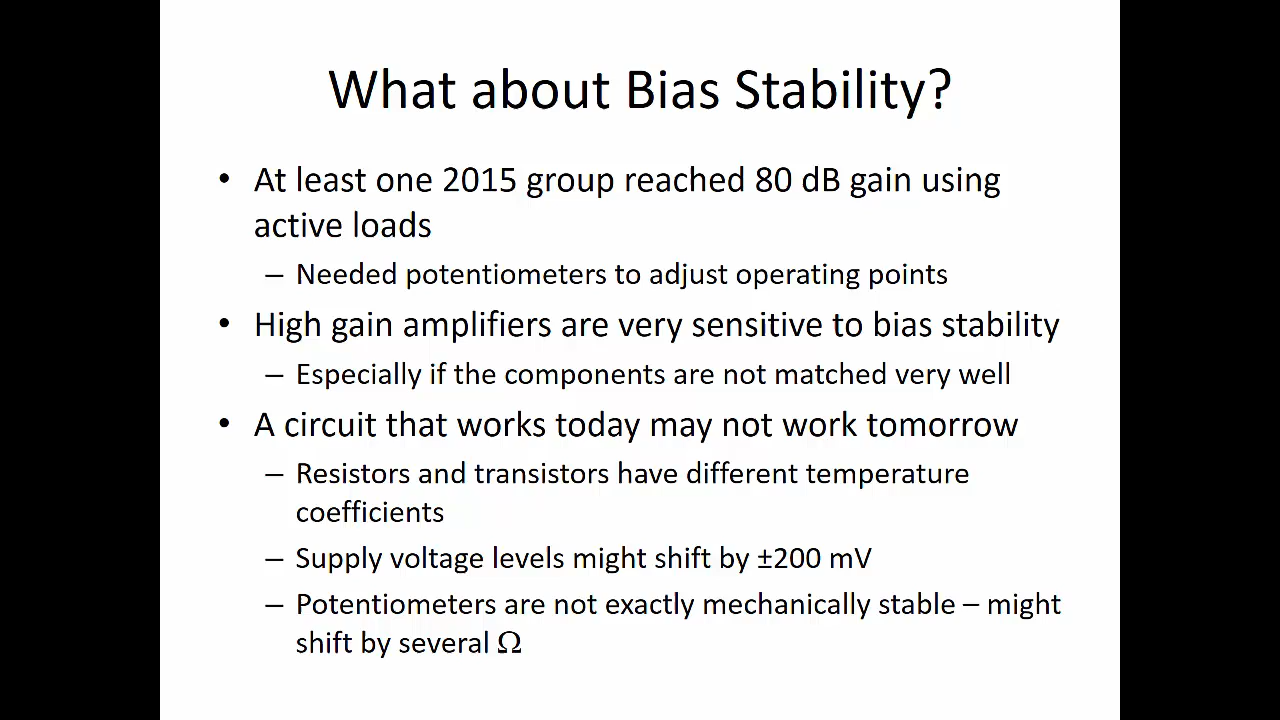 What about Bias Stability?
• At least one 2015 group reached 80 dB gain using
active loads
– Needed potentiometers to adjust operating points
• High gain amplifiers are very sensitive to bias stability
– Especially if the components are not matched very well
• A circuit that works today may not work tomorrow
– Resistors and transistors have different temperature
coefficients
– Supply voltage levels might shift by ±200 mV
– Potentiometers are not exactly mechanically stable – might
shift by several Ω